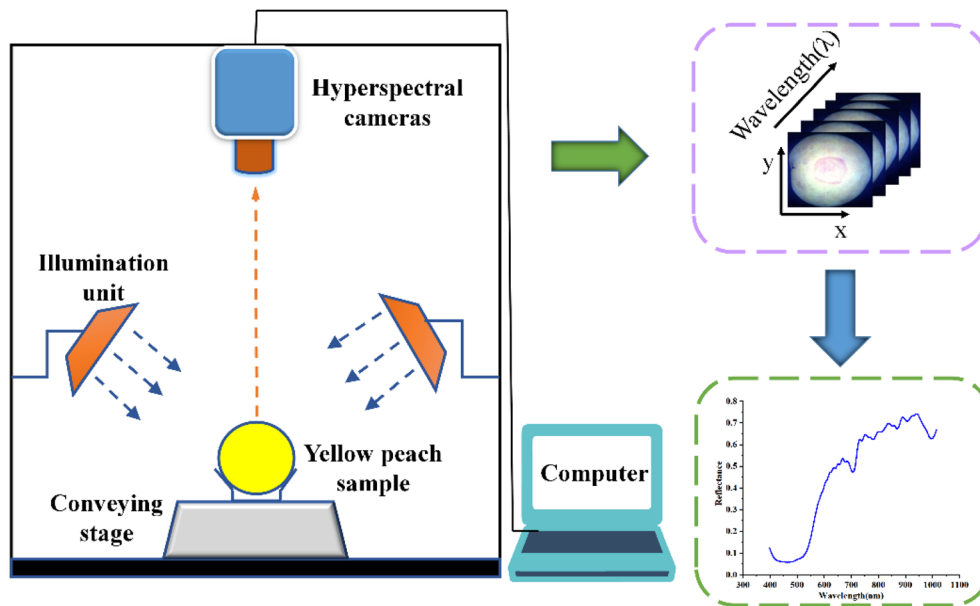 Hyperspectral
cameras
Illumination
unit
Yellow peach
sample
Conveying
stage
Computer
Wavelength(λ)
y
x
0.8
0.7
0.6
0.5
0.4
0.3
0.2
0.1
0.0
Reflectance
300 400 500 600 700 800 900 1000 1100
Wavelength(nm)